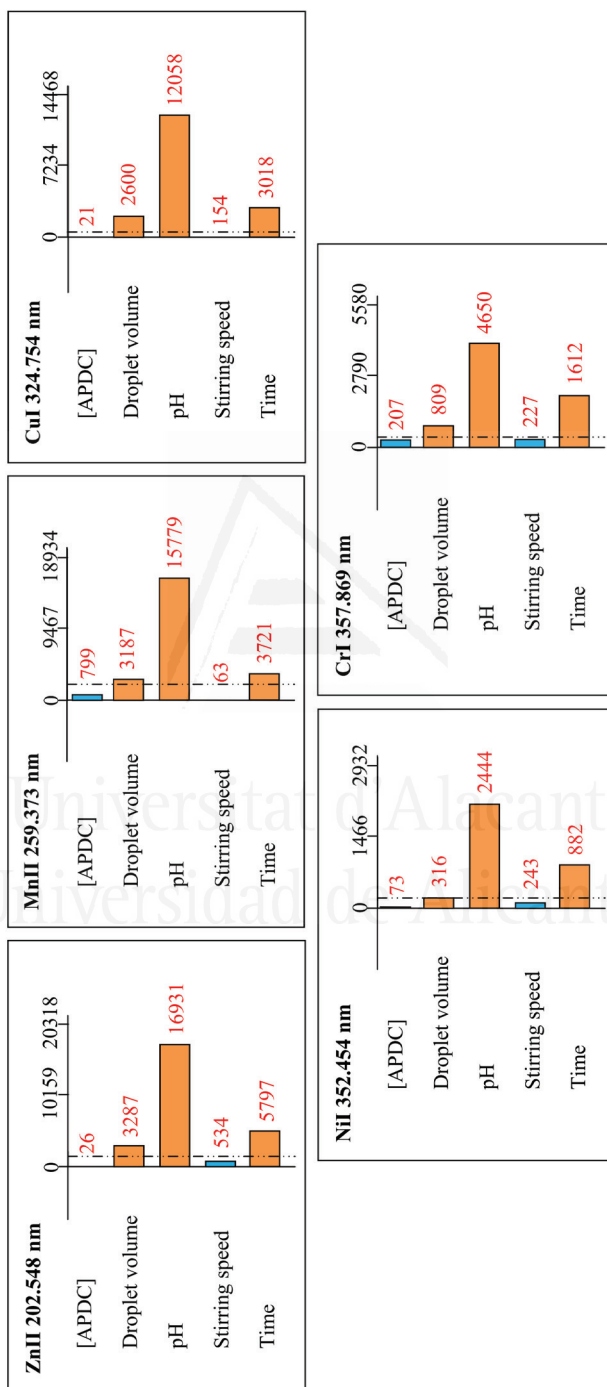 ZnII 202.548 nm
0 10159 20318
[APDC] 26
Droplet volume 3287
pH 16931
Stirring speed 534
Time 5797
MnII 259.373 nm
0 9467 18934
[APDC] 799
Droplet volume 3187
pH 15779
Stirring speed 63
Time 3721
CuI 324.754 nm
0 7234 14468
[APDC] 21
Droplet volume 2600
pH 12058
Stirring speed 154
Time 3018
NiI 352.454 nm
0 1466 2932
[APDC] 73
Droplet volume 316
pH 2444
Stirring speed 243
Time 882
CrI 357.869 nm
0 2790 5580
[APDC] 207
Droplet volume 809
pH 4650
Stirring speed 227
Time 1612
Universitat d'Alacant
Universidad de Alicante